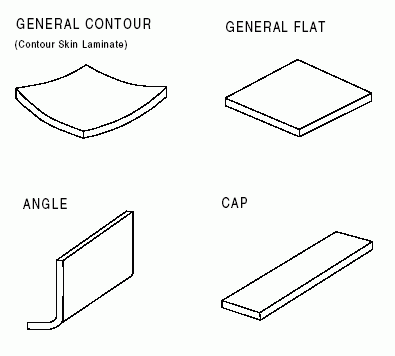 GENERAL CONTOUR
(Contour Skin Laminate)
GENERAL FLAT
ANGLE
CAP